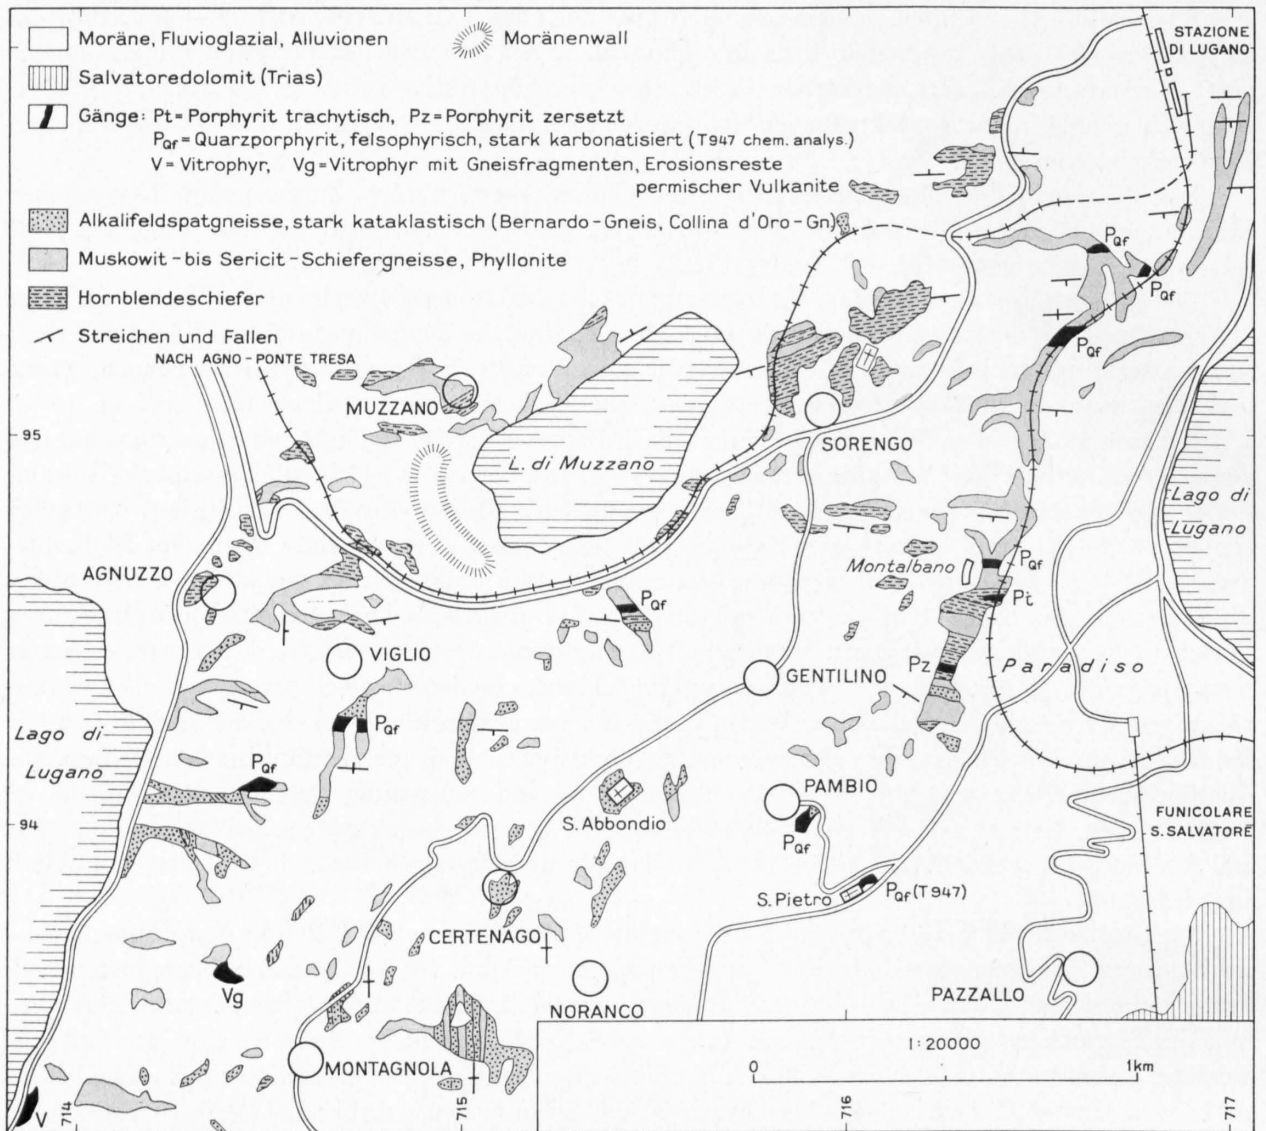 Moräne, Fluvioglazial, Alluvionen
Moränenwall
Salvatoredolomit (Trias)
Gänge: Pt = Porphyrit trachytisch, Pz = Porphyrit zersetzt
PQf = Quarzporphyrit, felsophyrisch, stark karbonatisiert (T947 chem. analys.)
V = Vitrophyr, Vg = Vitrophyr mit Gneisfragmenten, Erosionsreste
permischer Vulkanite
Alkalifeldspatgneisse, stark kataklastisch (Bernardo-Gneis, Collina d'Oro-Gn)
Muskowit-bis Sericit-Schiefergneisse, Phyllonite
Hornblendeschiefer
Streichen und Fallen
NACH AGNO-PONTE TRESA
STAZIONE
DI LUGANO
PQf
PQf
PQf
MUZZANO
95
L. di Muzzano
SORENGO
Lago di
Lugano
AGNUZZO
Montalbano
PQf
Pt
PQf
VIGLIO
Pz
Paradiso
GENTILINO
PQf
Lago di
Lugano
PQf
PAMBIO
94
S. Abbondio
PQf
FUNICOLARE
S. SALVATORE
S. Pietro
PQf (T947)
CERTENAGO
Vg
NORANCO
PAZZALLO
MONTAGNOLA
1:20000
0
1km
V
714
715
716
717